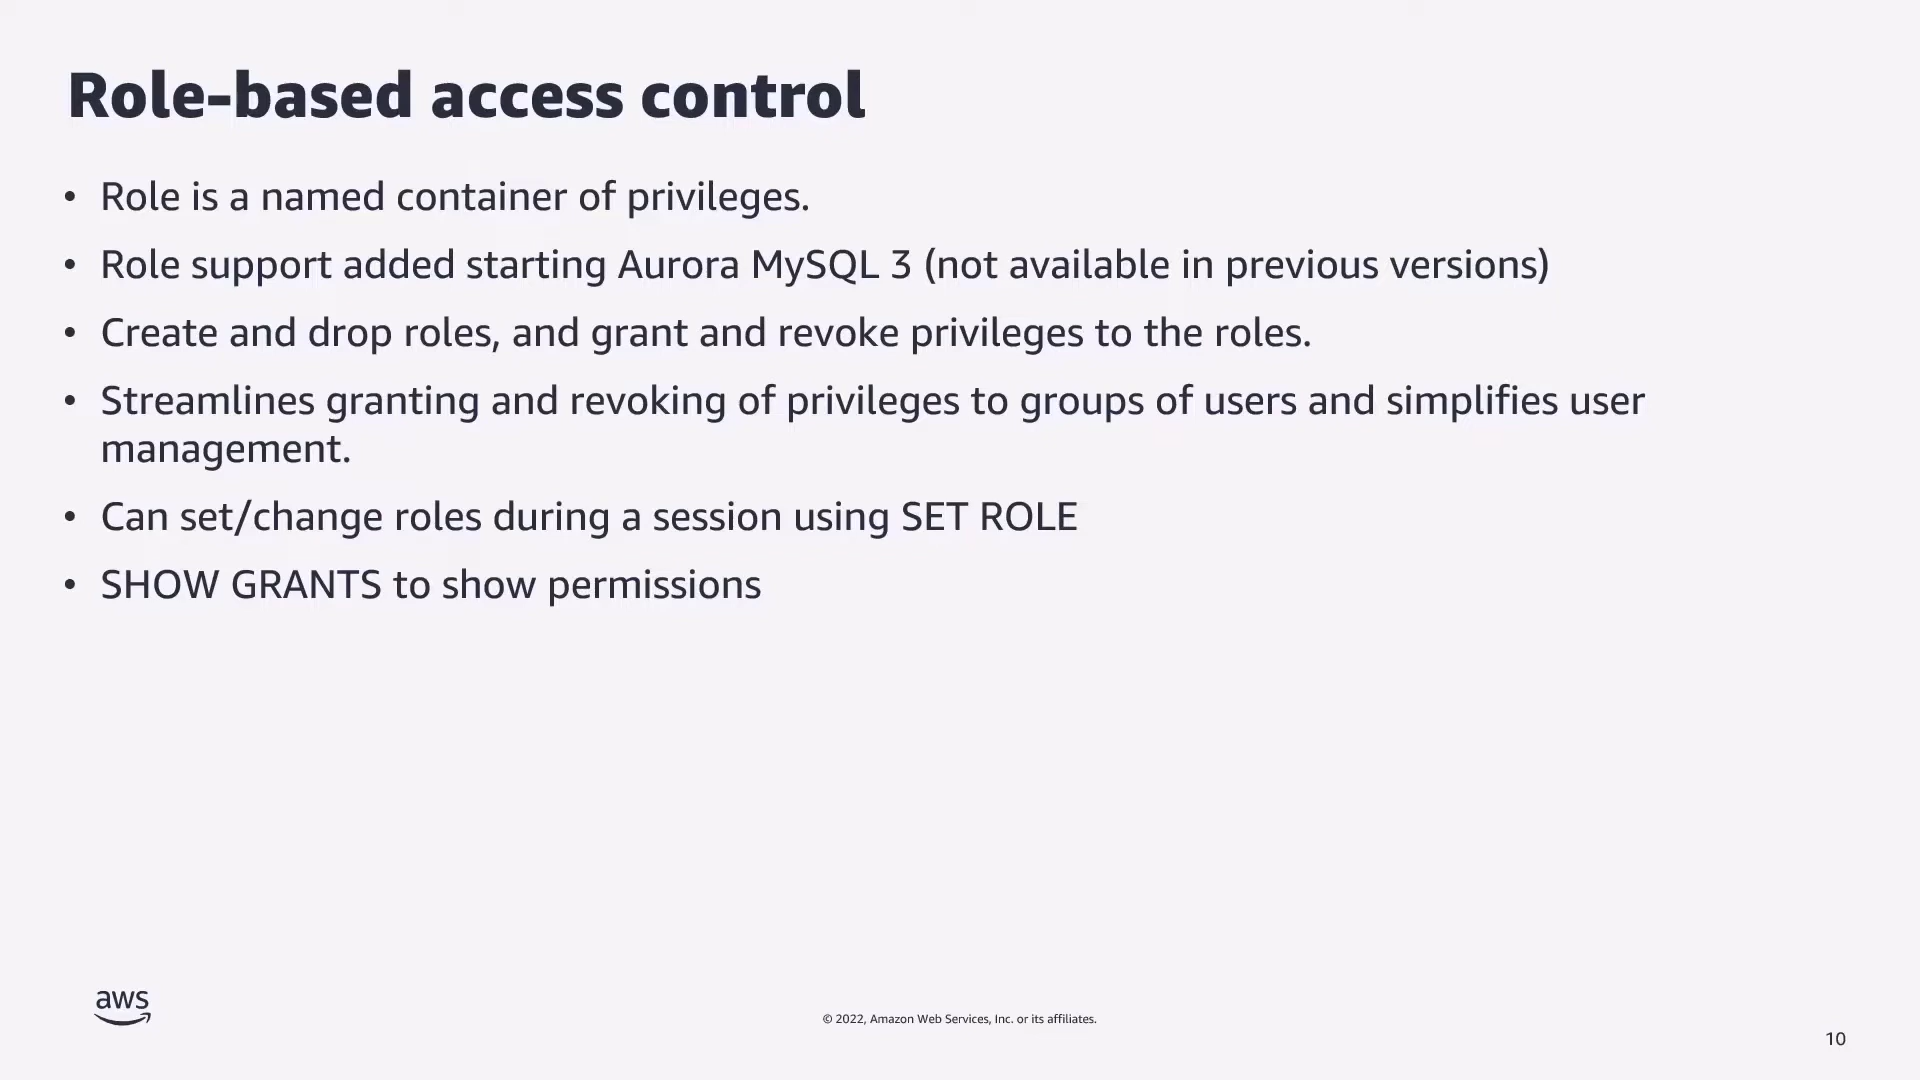 Role-based access control
• Role is a named container of privileges.
• Role support added starting Aurora MySQL 3 (not available in previous versions)
• Create and drop roles, and grant and revoke privileges to the roles.
• Streamlines granting and revoking of privileges to groups of users and simplifies user
management.
• Can set/change roles during a session using SET ROLE
• SHOW GRANTS to show permissions
aws
© 2022, Amazon Web Services, Inc. or its affiliates.
10